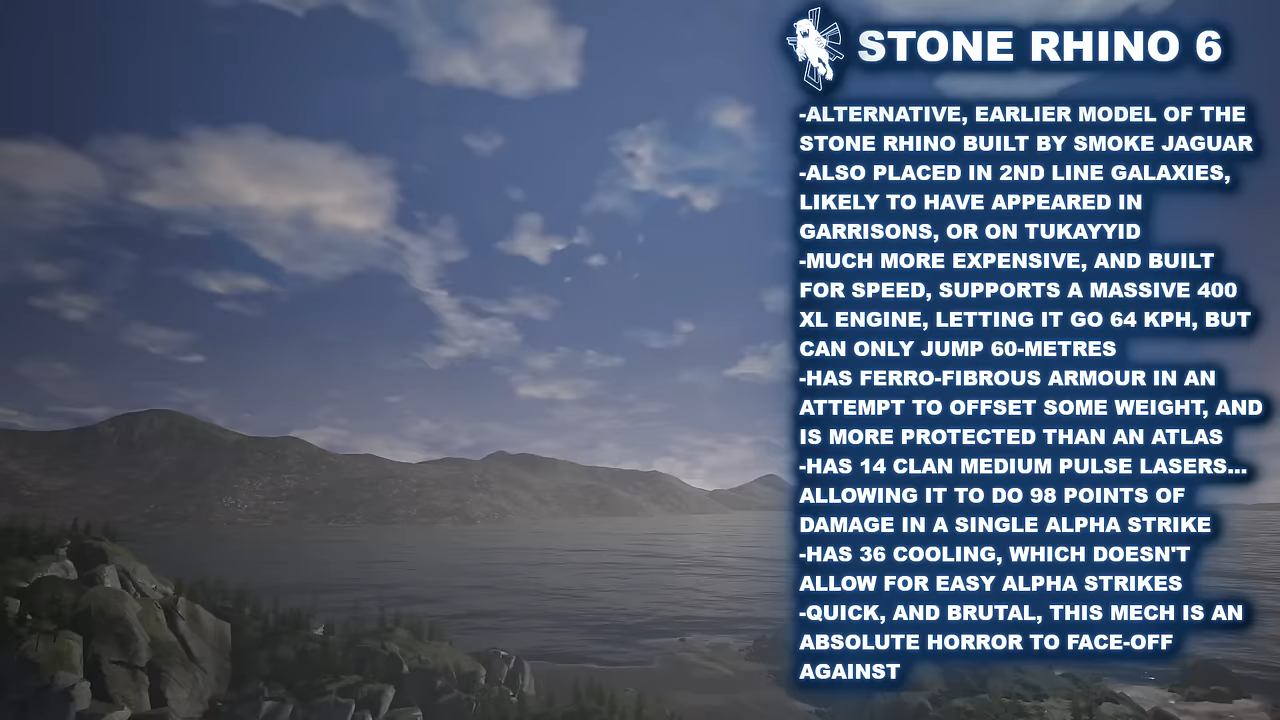 STONE RHINO 6
-ALTERNATIVE, EARLIER MODEL OF THE
STONE RHINO BUILT BY SMOKE JAGUAR
-ALSO PLACED IN 2ND LINE GALAXIES,
LIKELY TO HAVE APPEARED IN
GARRISONS, OR ON TUKAYYID
-MUCH MORE EXPENSIVE, AND BUILT
FOR SPEED, SUPPORTS A MASSIVE 400
XL ENGINE, LETTING IT GO 64 KPH, BUT
CAN ONLY JUMP 60-METRES
-HAS FERRO-FIBROUS ARMOUR IN AN
ATTEMPT TO OFFSET SOME WEIGHT, AND
IS MORE PROTECTED THAN AN ATLAS
-HAS 14 CLAN MEDIUM PULSE LASERS...
ALLOWING IT TO DO 98 POINTS OF
DAMAGE IN A SINGLE ALPHA STRIKE
-HAS 36 COOLING, WHICH DOESN'T
ALLOW FOR EASY ALPHA STRIKES
-QUICK, AND BRUTAL, THIS MECH IS AN
ABSOLUTE HORROR TO FACE-OFF
AGAINST